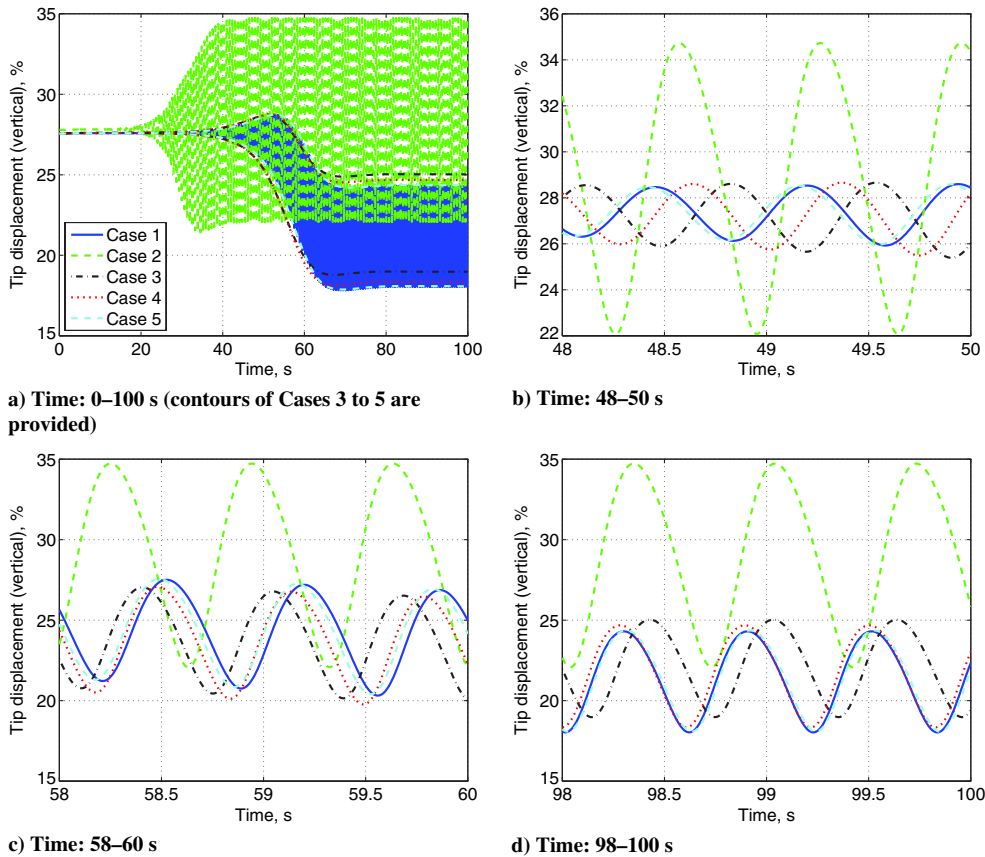 35
30
25
20
15
0
20
40
60
80
100
Tip displacement (vertical), %
Time, s
Case 1
Case 2
Case 3
Case 4
Case 5
a) Time: 0–100 s (contours of Cases 3 to 5 are
provided)
36
34
32
30
28
26
24
22
48
48.5
49
49.5
50
Tip displacement (vertical), %
Time, s
b) Time: 48–50 s
35
30
25
20
15
58
58.5
59
59.5
60
Tip displacement (vertical), %
Time, s
c) Time: 58–60 s
35
30
25
20
15
98
98.5
99
99.5
100
Tip displacement (vertical), %
Time, s
d) Time: 98–100 s